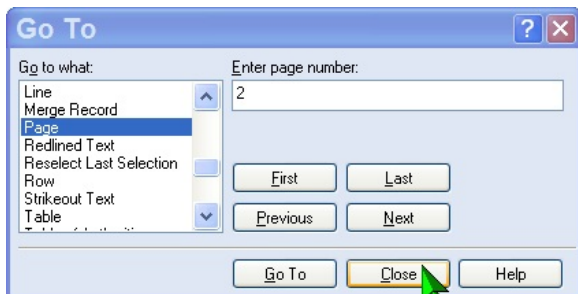 Go To
Go to what:
Line
Merge Record
Page
Redlined Text
Reselect Last Selection
Row
Strikeout Text
Table
Enter page number:
2
First
Last
Previous
Next
Go To
Close
Help